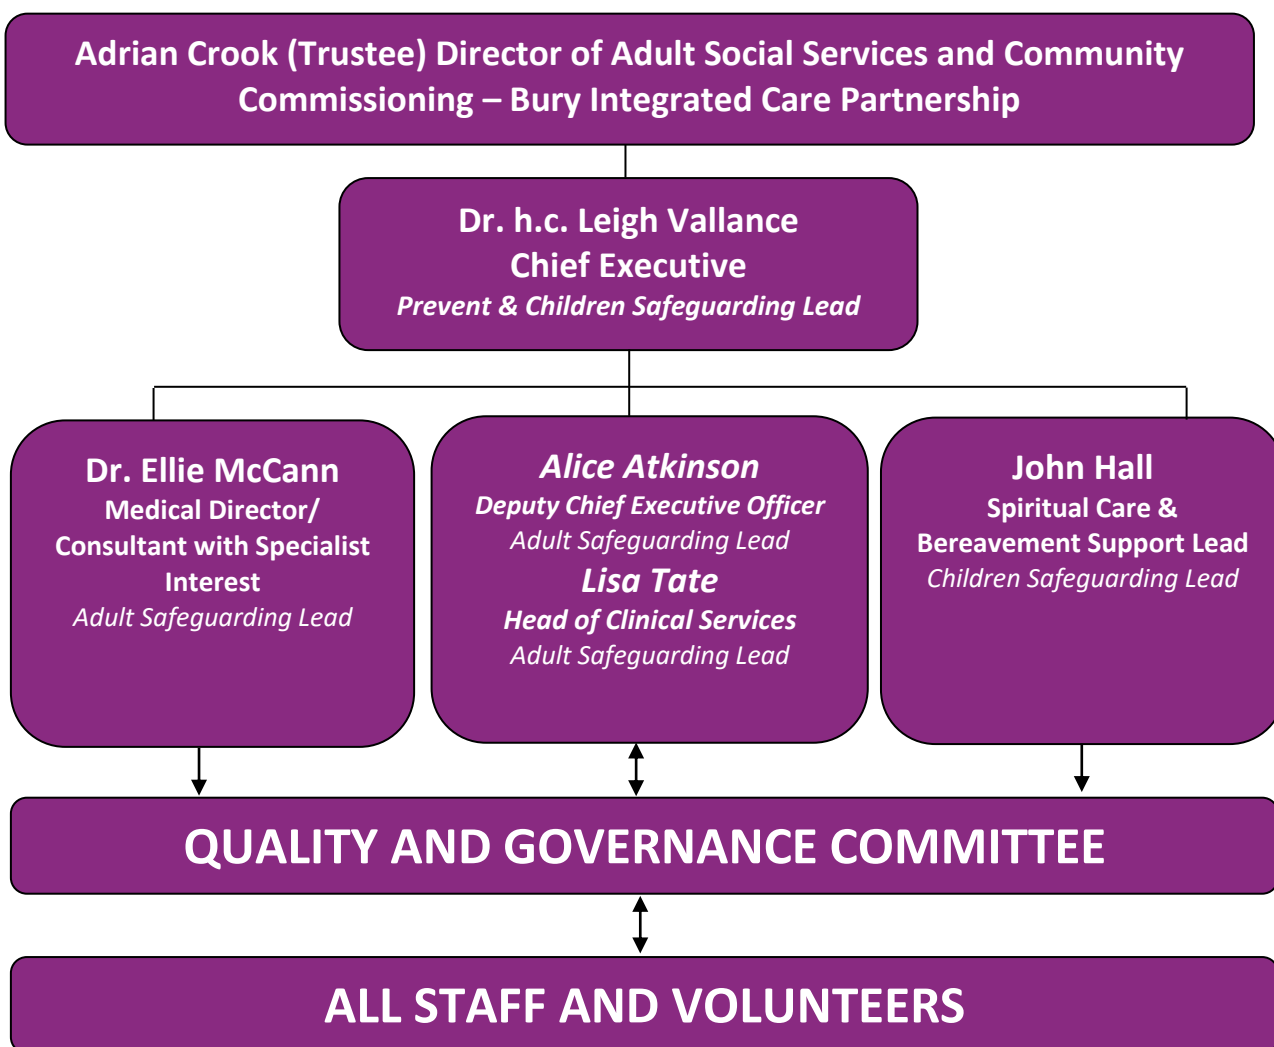 Adrian Crook (Trustee) Director of Adult Social Services and Community
Commissioning – Bury Integrated Care Partnership
Dr. h.c. Leigh Vallance
Chief Executive
Prevent & Children Safeguarding Lead
Dr. Ellie McCann
Medical Director/
Consultant with Specialist
Interest
Adult Safeguarding Lead
Alice Atkinson
Deputy Chief Executive Officer
Adult Safeguarding Lead
Lisa Tate
Head of Clinical Services
Adult Safeguarding Lead
John Hall
Spiritual Care &
Bereavement Support Lead
Children Safeguarding Lead
QUALITY AND GOVERNANCE COMMITTEE
ALL STAFF AND VOLUNTEERS